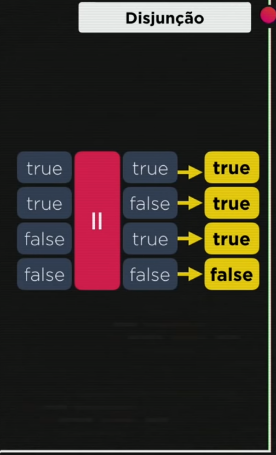 Disjunção
true true true
true || false true
false true true
false false false